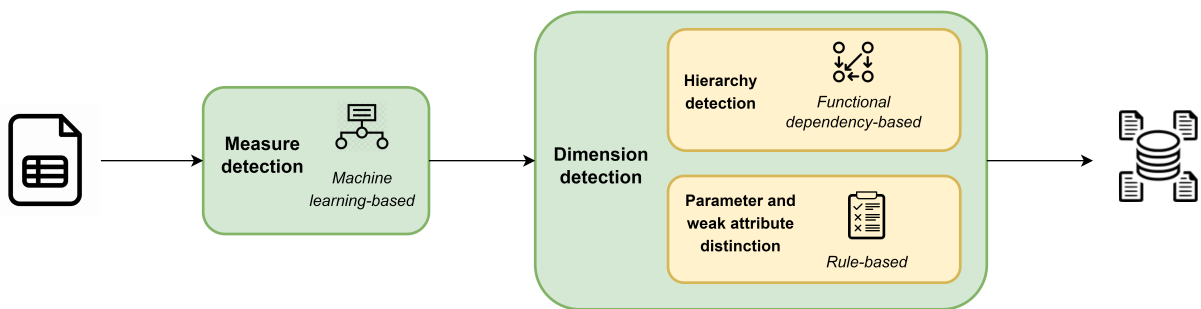 Measure
detection
Machine
learning-based
Dimension
detection
Hierarchy
detection
Functional
dependency-based
Parameter and
weak attribute
distinction
Rule-based